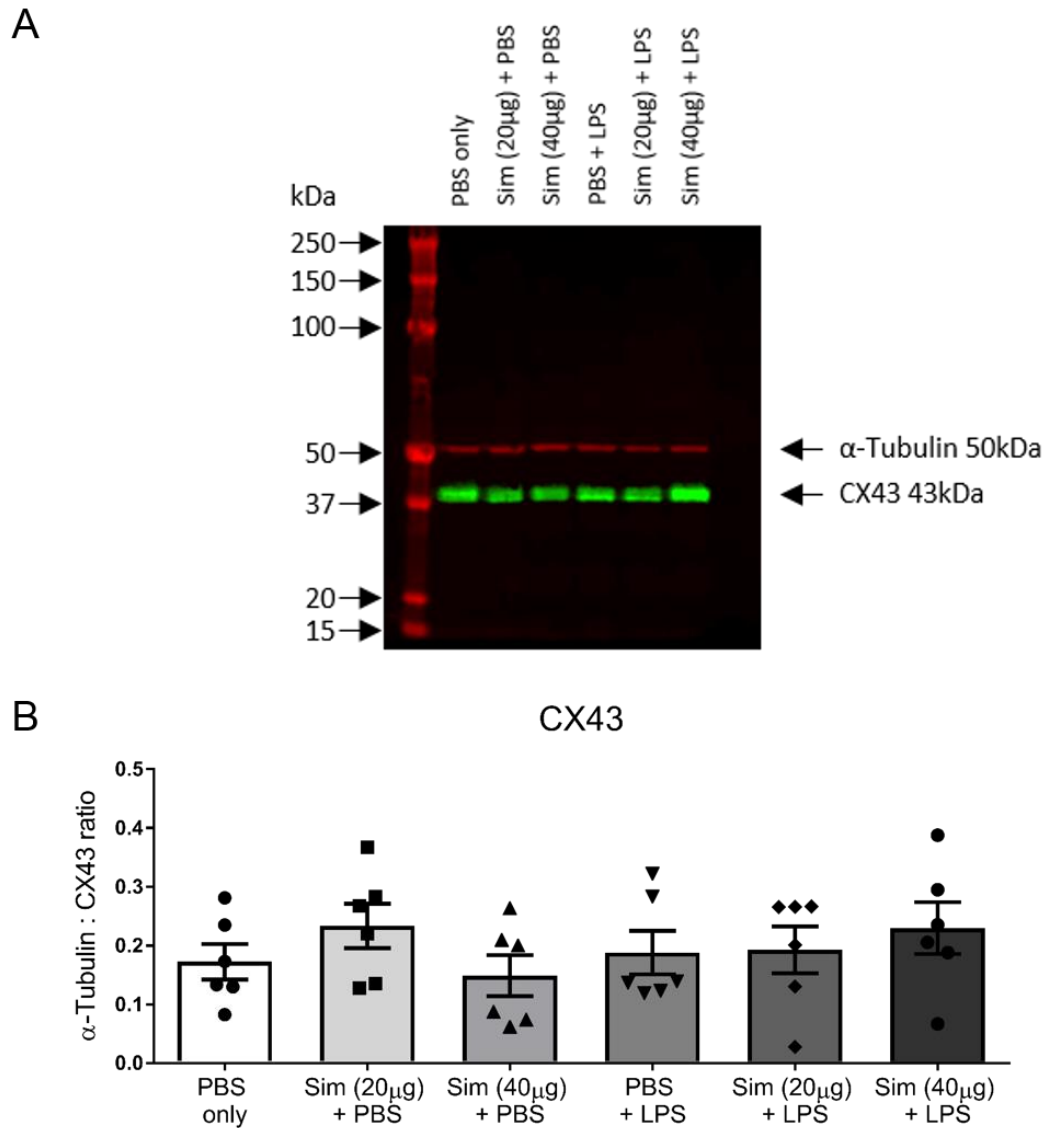 A
PBS only
Sim (20µg) + PBS
Sim (40µg) + PBS
PBS + LPS
Sim (20µg) + LPS
Sim (40µg) + LPS
kDa
250
150
100
50
37
20
15
α-Tubulin 50kDa
CX43 43kDa
B
CX43
α-Tubulin : CX43 ratio
0.5
0.4
0.3
0.2
0.1
0.0
PBS
only
Sim (20µg)
+ PBS
Sim (40µg)
+ PBS
PBS
+ LPS
Sim (20µg)
+ LPS
Sim (40µg)
+ LPS